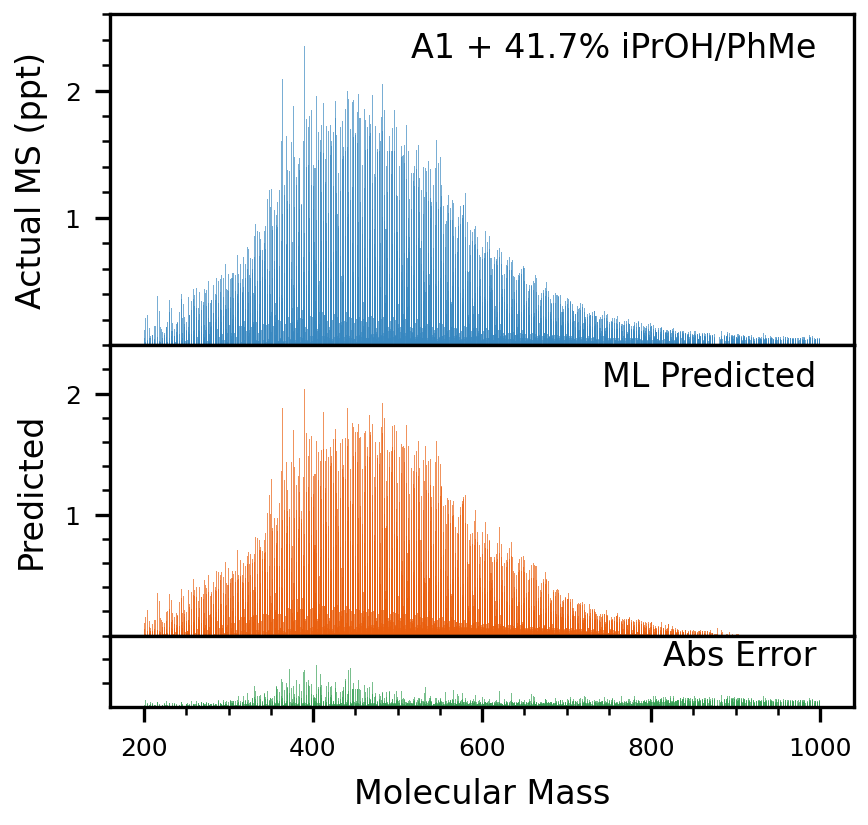 A1 + 41.7% iPrOH/PhMe
Actual MS (ppt)
2
1
ML Predicted
Predicted
2
1
Abs Error
200 400 600 800 1000
Molecular Mass